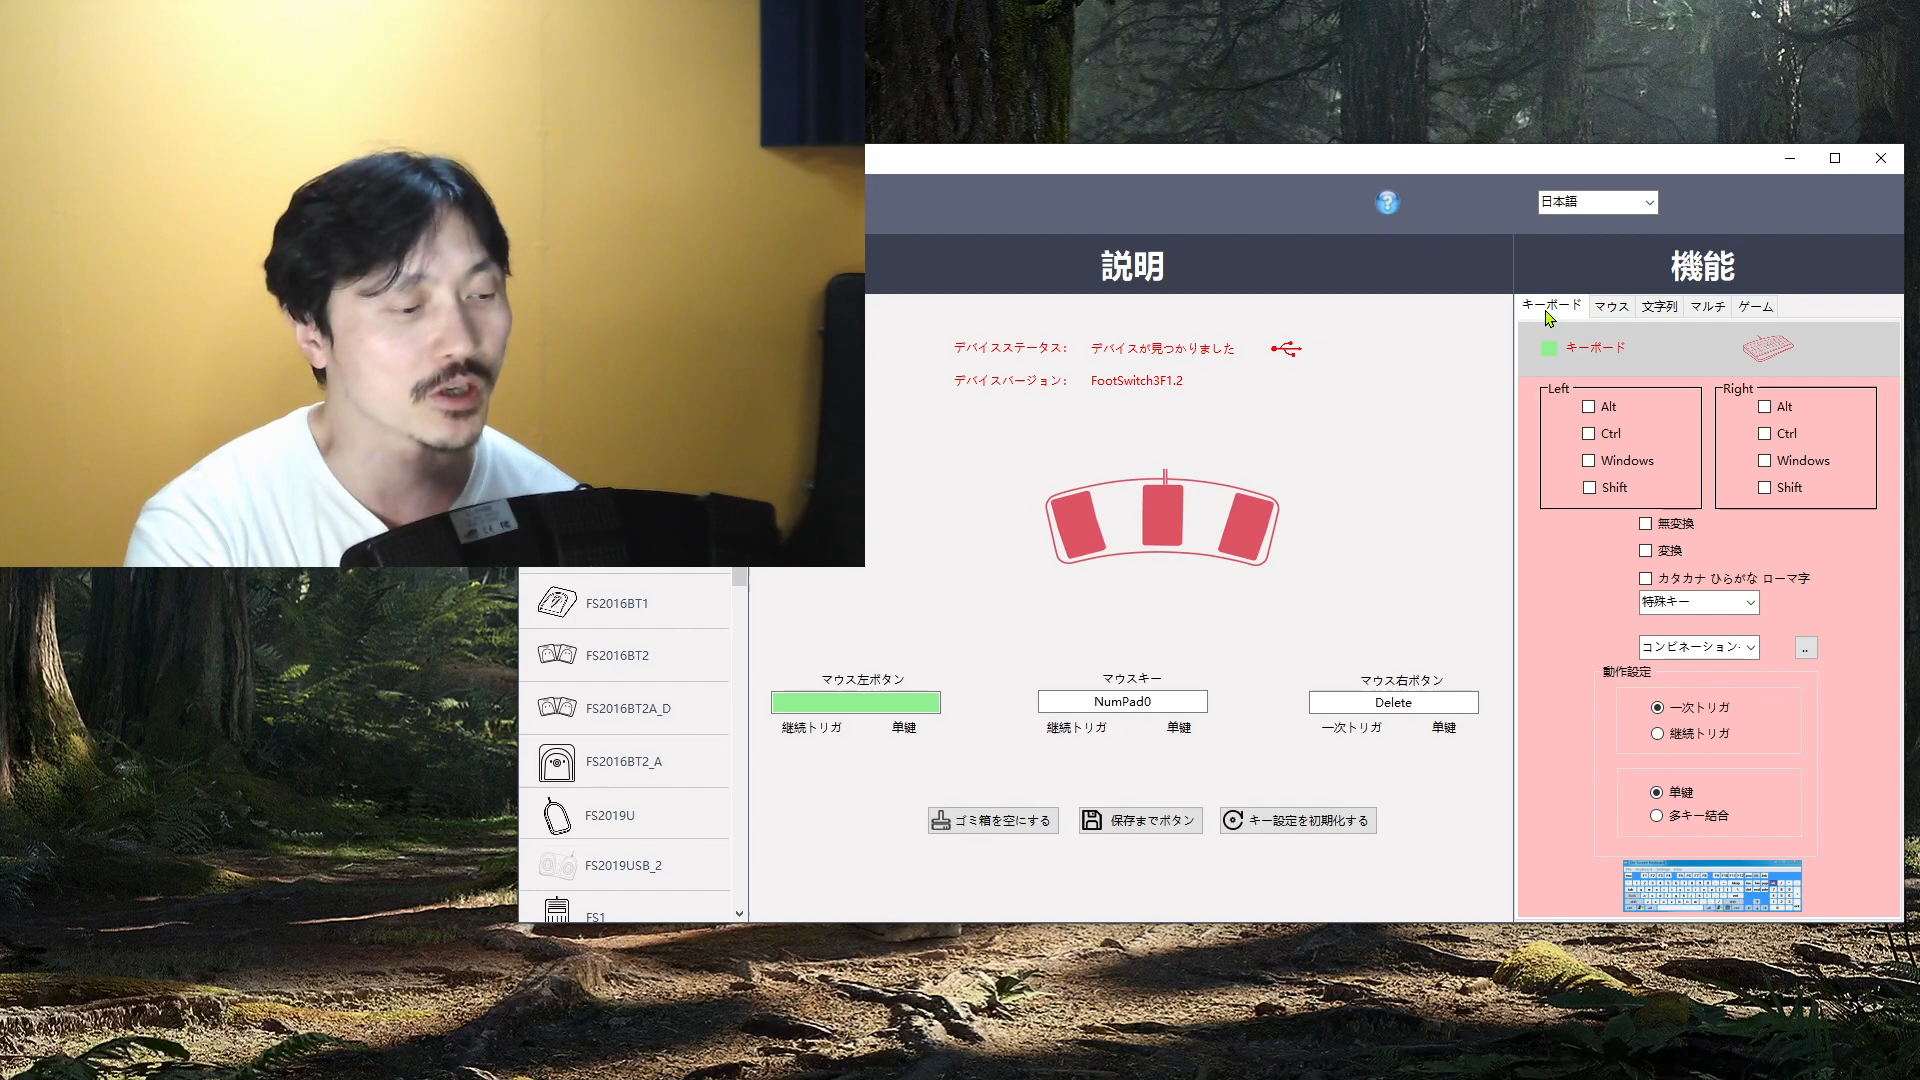 日本語
説明
機能
キーボード マウス 文字列 マルチ ゲーム
デバイスステータス: デバイスが見つかりました
デバイスバージョン: FootSwitch3F1.2
キーボード
Left
Alt
Ctrl
Windows
Shift
Right
Alt
Ctrl
Windows
Shift
無変換
変換
カタカナ ひらがな ローマ字
特殊キー
コンビネーション
..
動作設定
一次トリガ
継続トリガ
単鍵
多キー結合
FS2016BT1
FS2016BT2
FS2016BT2A_D
FS2016BT2_A
FS2019U
FS2019USB_2
FS1
マウス左ボタン
継続トリガ 単鍵
マウスキー
NumPad0
継続トリガ 単鍵
マウス右ボタン
Delete
一次トリガ 単鍵
ゴミ箱を空にする
保存までボタン
キー設定を初期化する